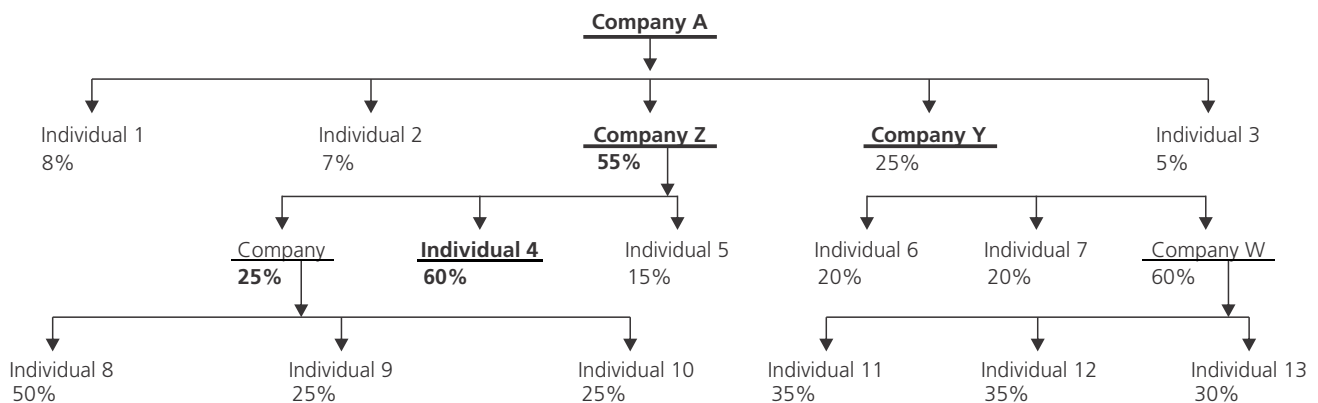 Company A
Individual 1
8%
Individual 2
7%
Company Z
55%
Company Y
25%
Individual 3
5%
Company
25%
Individual 4
60%
Individual 5
15%
Individual 6
20%
Individual 7
20%
Company W
60%
Individual 8
50%
Individual 9
25%
Individual 10
25%
Individual 11
35%
Individual 12
35%
Individual 13
30%